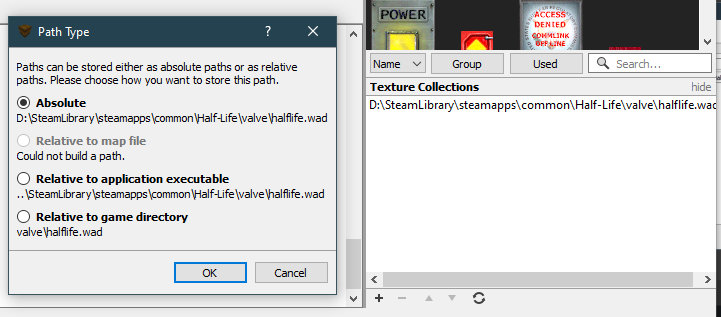 Path Type
Paths can be stored either as absolute paths or as relative
paths. Please choose how you want to store this path.
Absolute
D:\SteamLibrary\steamapps\common\Half-Life\valve\halflife.wad
Relative to map file
Could not build a path.
Relative to application executable
..\SteamLibrary\steamapps\common\Half-Life\valve\halflife.wad
Relative to game directory
valve\halflife.wad
OK
Cancel
POWER
ACCESS
DENIED
COMMLINK
OFFLINE
Name
Group
Used
Search...
Texture Collections
hide
D:\SteamLibrary\steamapps\common\Half-Life\valve\halflife.wad